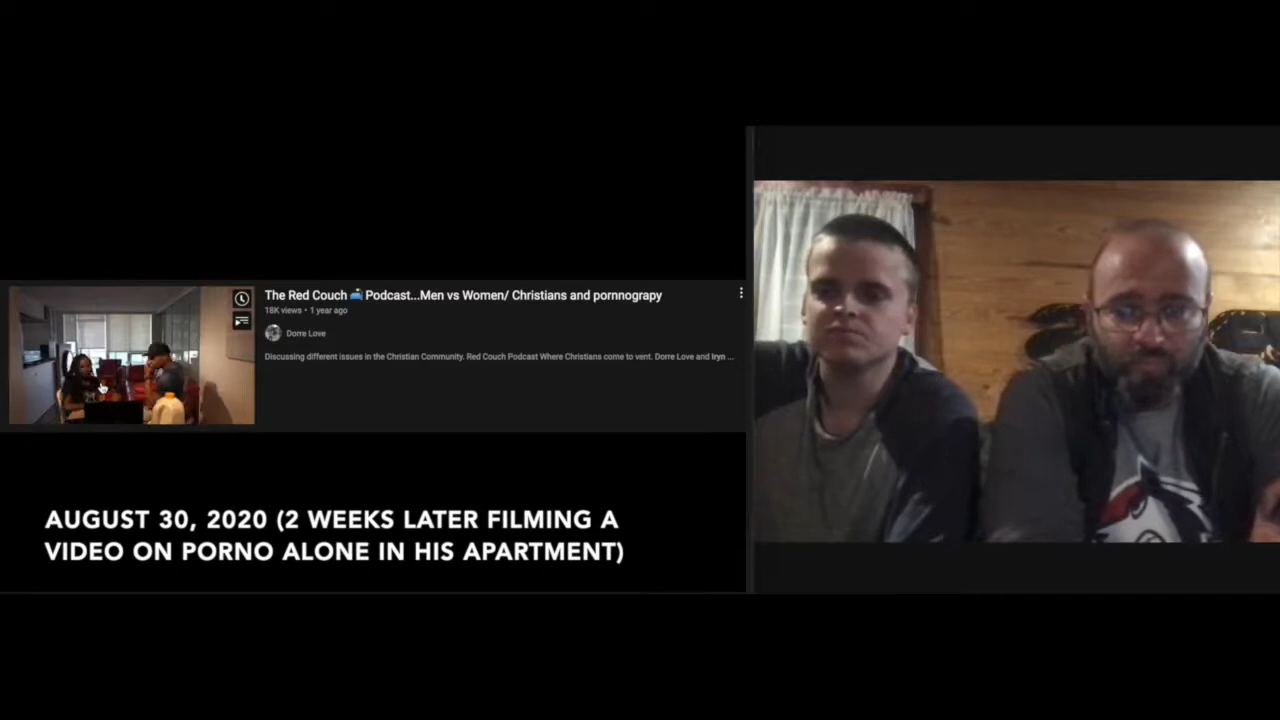 The Red Couch 🛋️ Podcast...Men vs Women/ Christians and pornnograpy
18K views • 1 year ago
Dorre Love
Discussing different issues in the Christian Community. Red Couch Podcast Where Christians come to vent. Dorre Love and Iryn ...
AUGUST 30, 2020 (2 WEEKS LATER FILMING A
VIDEO ON PORNO ALONE IN HIS APARTMENT)